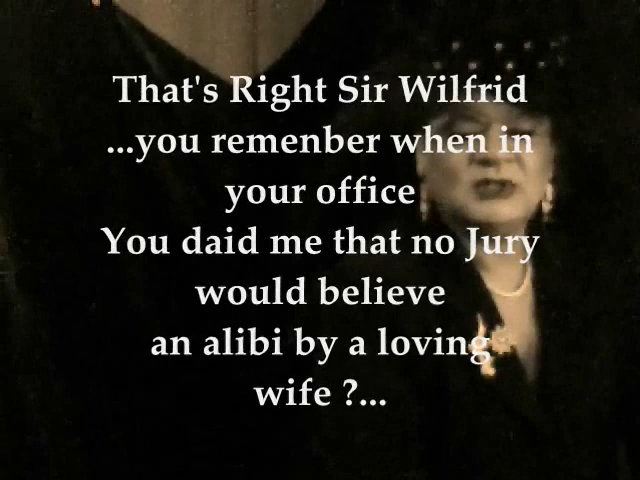 That's Right Sir Wilfrid
...you remenber when in
your office
You daid me that no Jury
would believe
an alibi by a loving
wife ?...